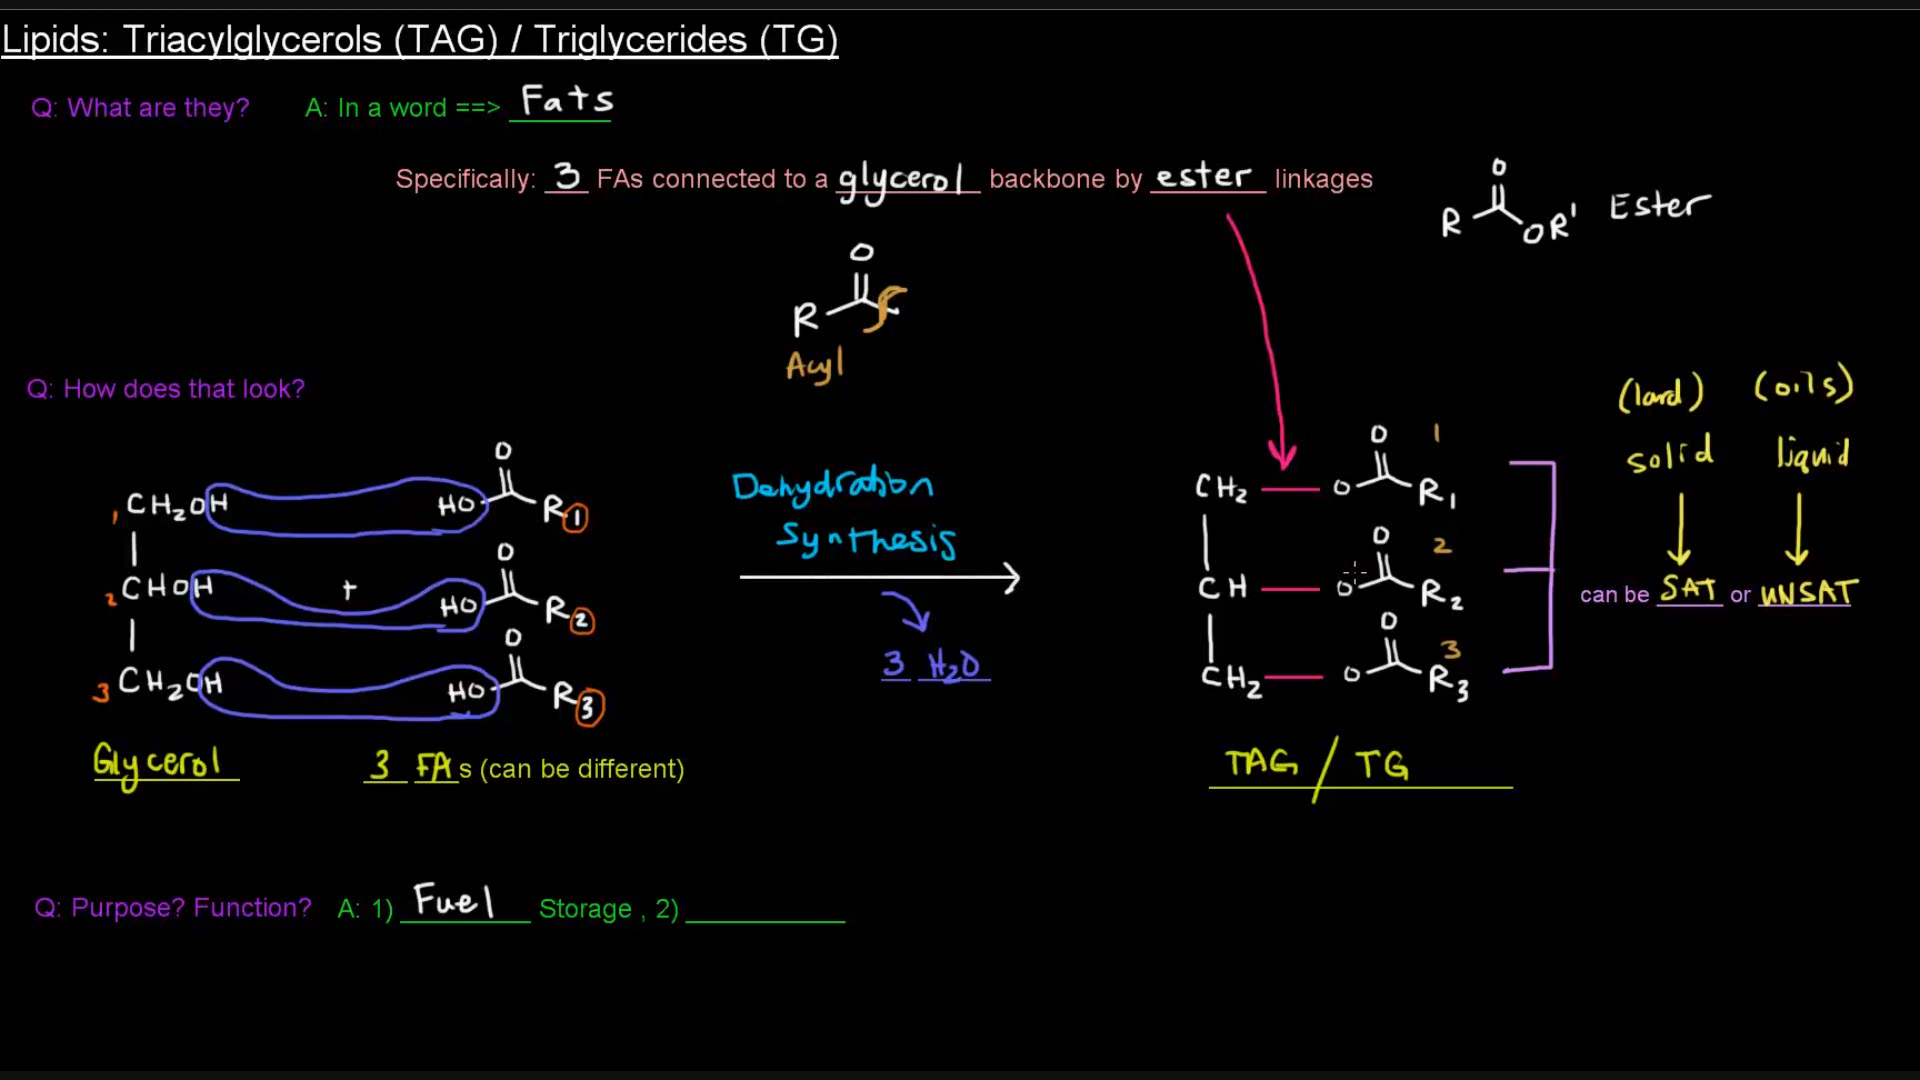 Lipids: Triacylglycerols (TAG) / Triglycerides (TG)
Q: What are they? A: In a word ==> Fats
Specifically: 3 FAs connected to a glycerol backbone by ester linkages
O
R OR' Ester
O
R
Acyl
Q: How does that look?
(lard) (oils)
solid liquid
O
1 CH₂OH HO R1
O
2 CHOH + HO R2
O
3 CH₂OH HO R3
Glycerol 3 FAs (can be different)
Dehydration
Synthesis
3 H₂O
O 1
CH₂ O R₁
O 2
CH O R₂
O 3
CH₂ O R₃
TAG / TG
can be SAT or UNSAT
Q: Purpose? Function? A: 1) Fuel Storage , 2)